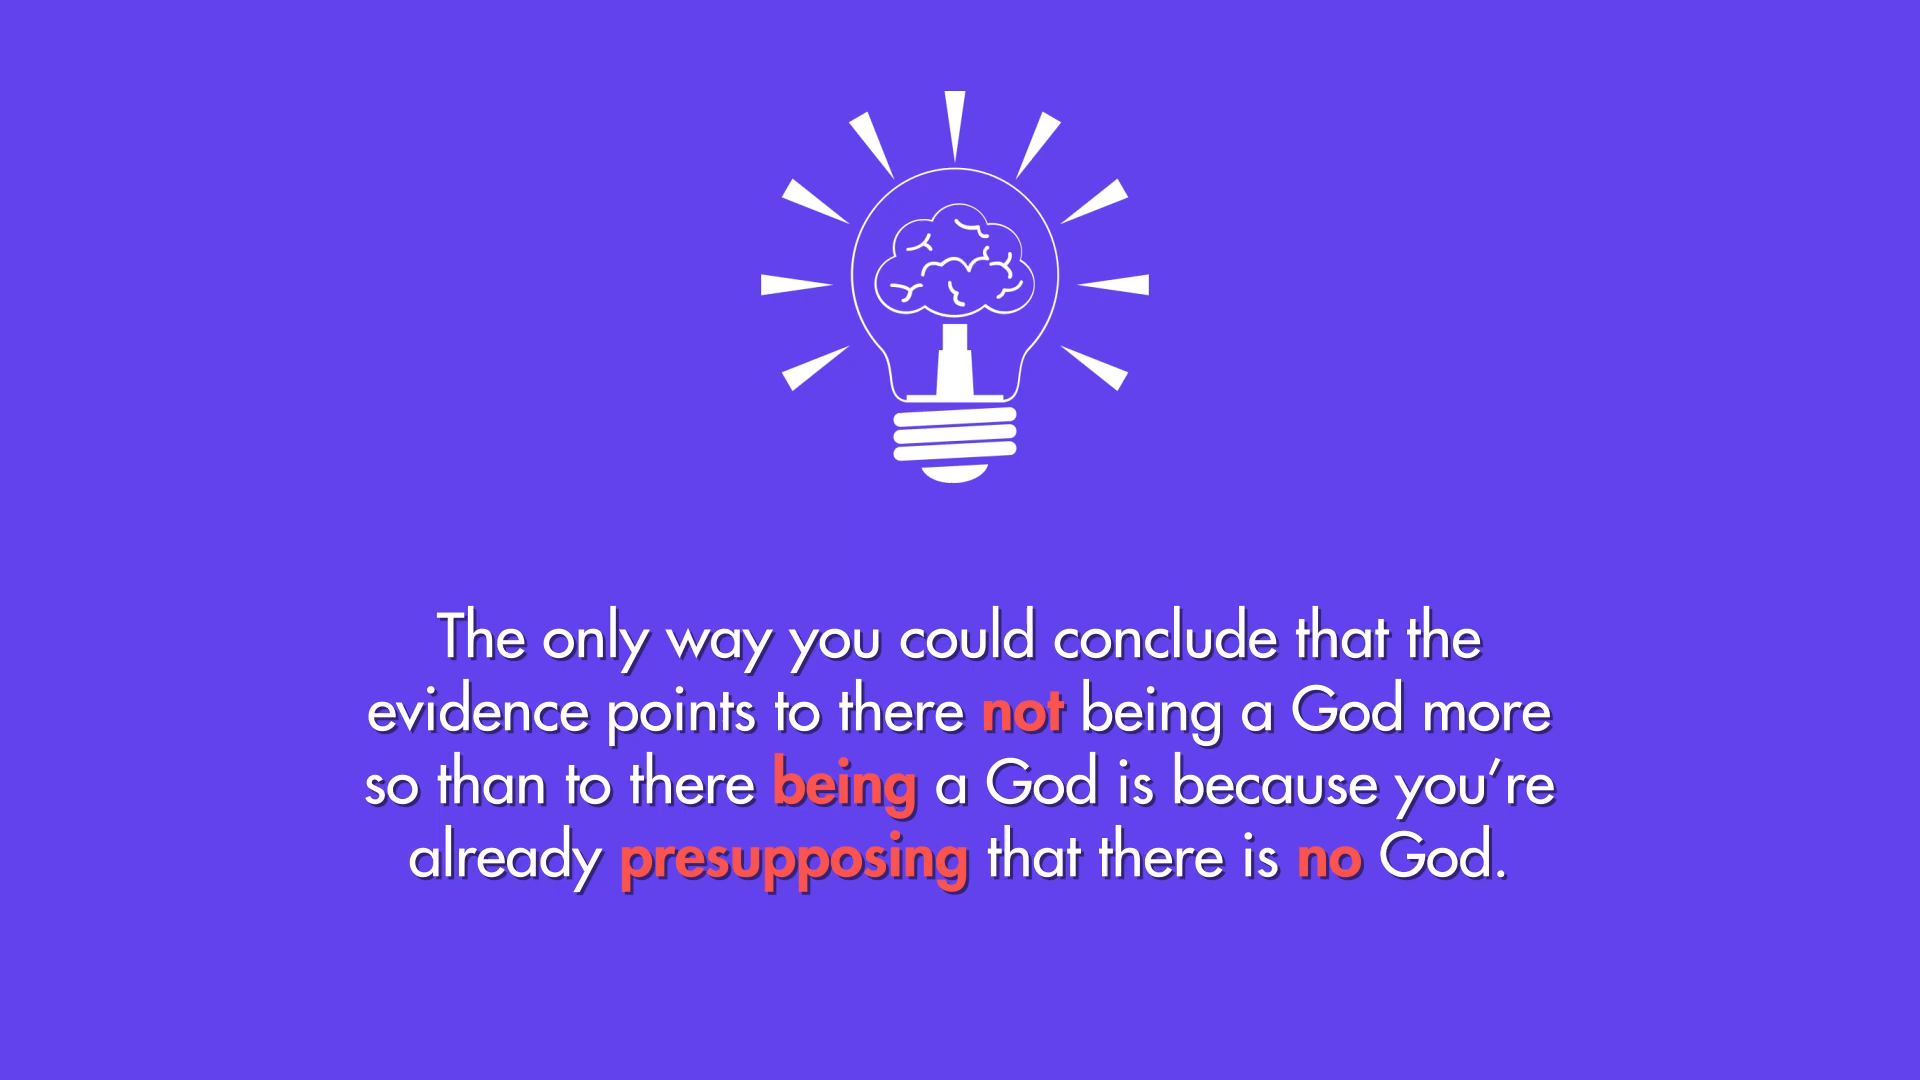 The only way you could conclude that the
evidence points to there not being a God more
so than to there being a God is because you’re
already presupposing that there is no God.